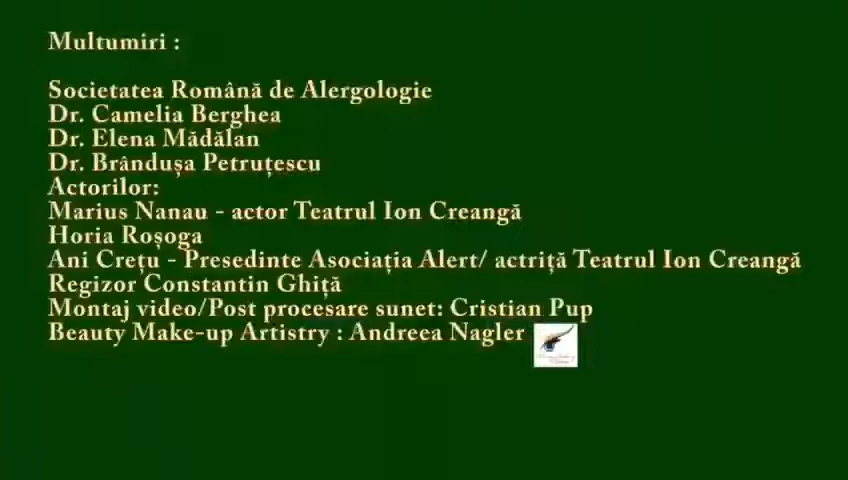 Multumiri :
Societatea Română de Alergologie
Dr. Camelia Berghea
Dr. Elena Mădălan
Dr. Brândușa Petruțescu
Actorilor:
Marius Nanau - actor Teatrul Ion Creangă
Horia Roșoga
Ani Crețu - Presedinte Asociația Alert/ actriță Teatrul Ion Creangă
Regizor Constantin Ghiță
Montaj video/Post procesare sunet: Cristian Pup
Beauty Make-up Artistry : Andreea Nagler